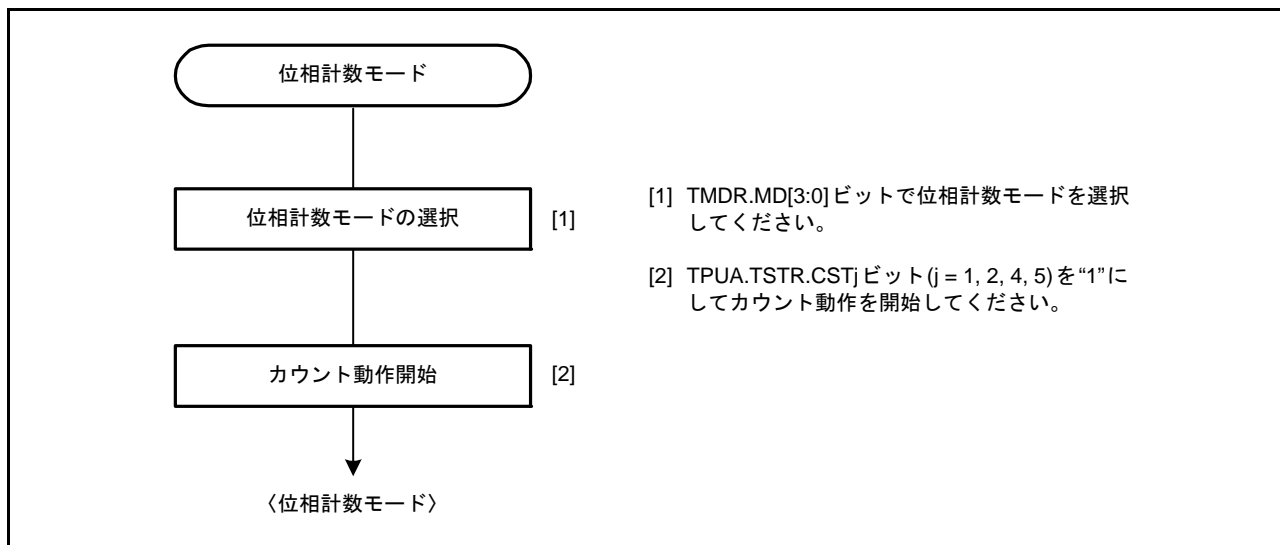 位相計数モード
位相計数モードの選択 [1]
カウント動作開始 [2]
〈位相計数モード〉
[1] TMDR.MD[3:0]ビットで位相計数モードを選択
してください。
[2] TPUA.TSTR.CSTjビット(j = 1, 2, 4, 5)を“1”に
してカウント動作を開始してください。